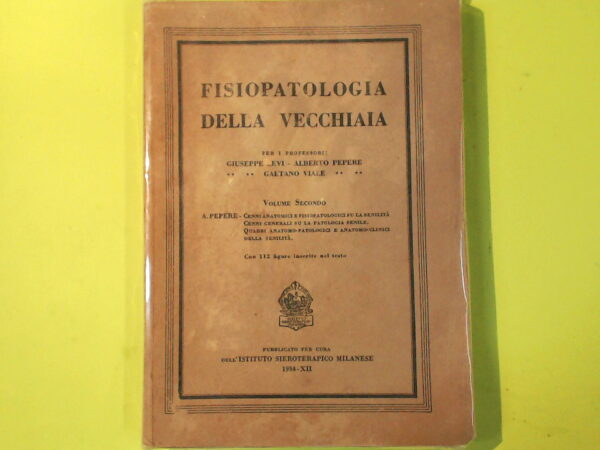 FISIOPATOLOGIA
DELLA VECCHIAIA
PER I PROFESSORI:
GIUSEPPE LEVI - ALBERTO PEPERE
GAETANO VIALE
VOLUME SECONDO
A. PEPERE - CENNI ANATOMICI E FISIOPATOLOGICI SU LA SENILITÀ
CENNI GENERALI SU LA PATOLOGIA SENILE.
QUADRI ANATOMO-PATOLOGICI E ANATOMO-CLINICI
DELLA SENILITÀ.
Con 112 figure inserite nel testo
PUBBLICATO PER CURA
DELL'ISTITUTO SIEROTERAPICO MILANESE
1934-XII